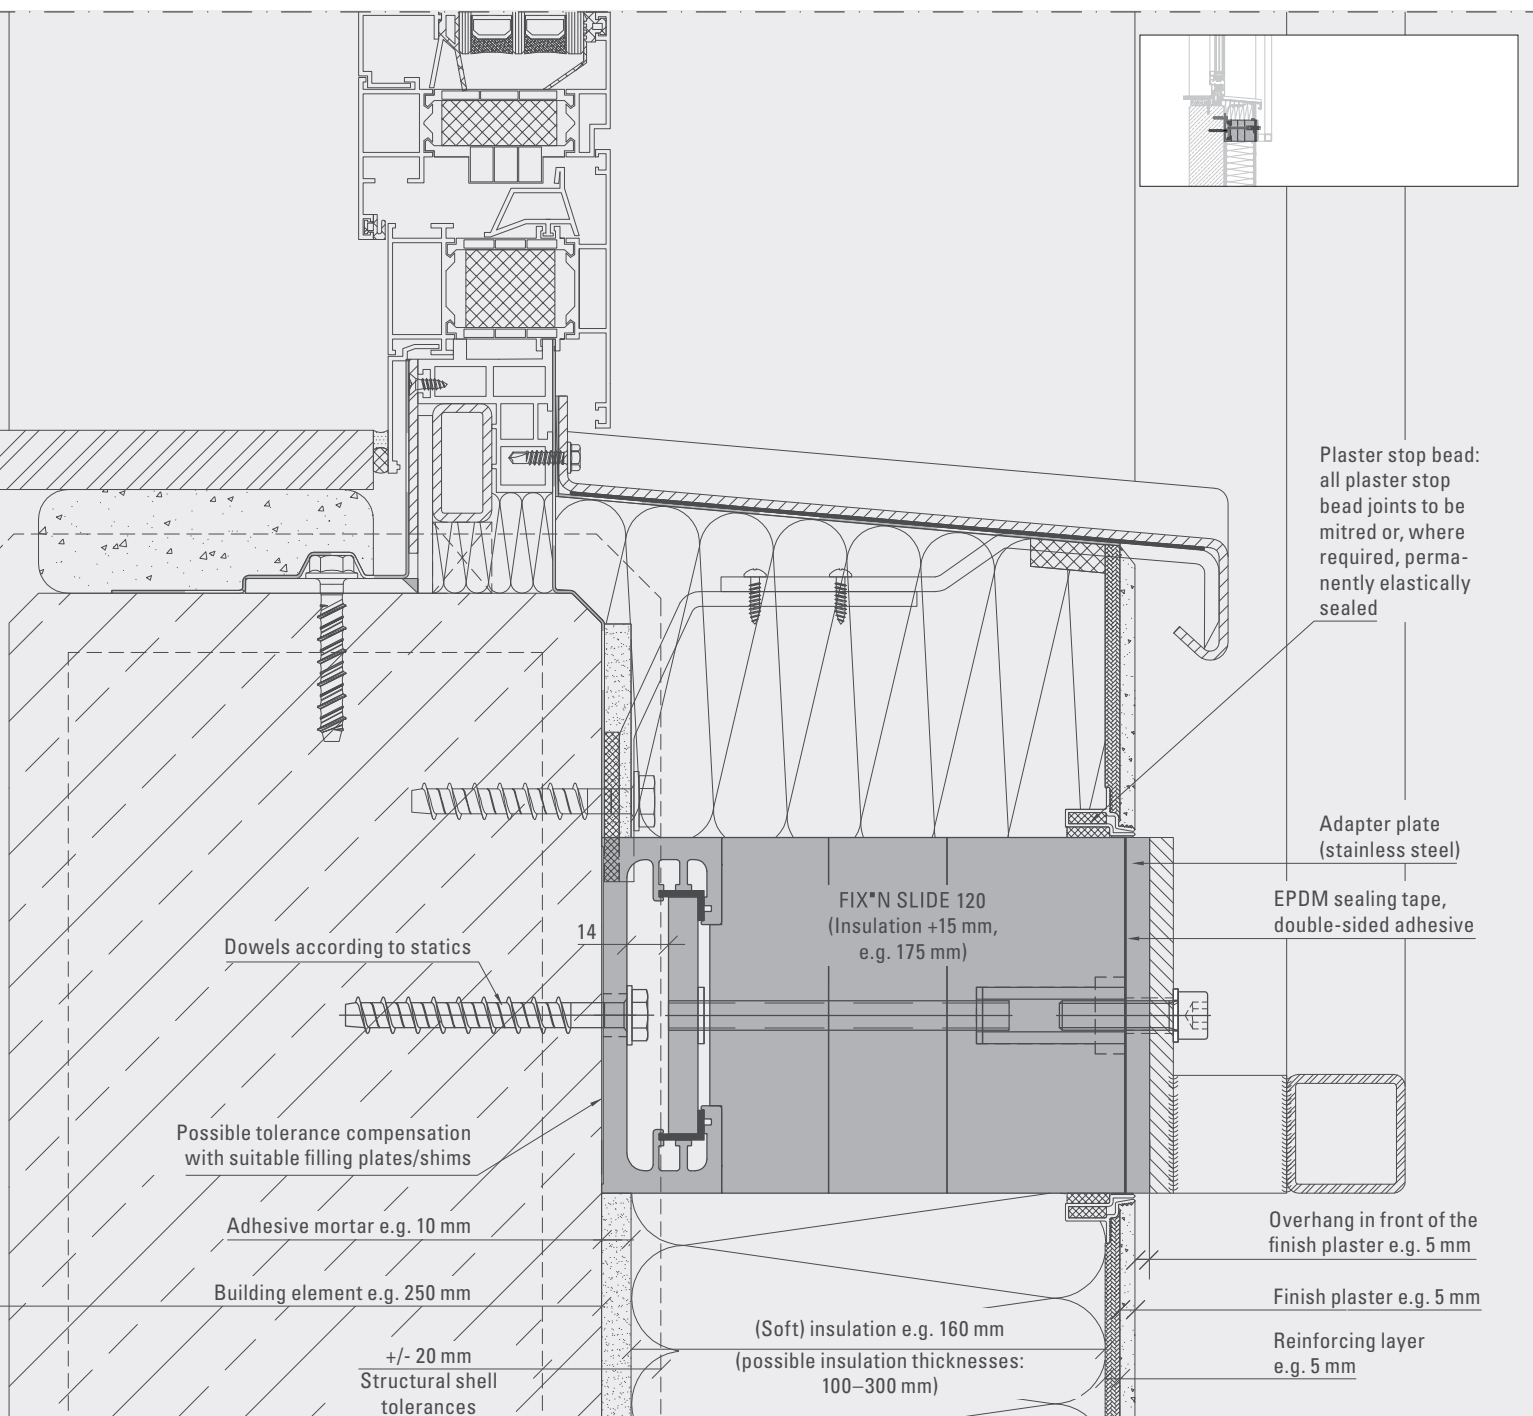 Plaster stop bead:
all plaster stop
bead joints to be
mitred or, where
required, perma-
nently elastically
sealed
Adapter plate
(stainless steel)
EPDM sealing tape,
double-sided adhesive
FIX■N SLIDE 120
(Insulation +15 mm,
e.g. 175 mm)
14
Dowels according to statics
Possible tolerance compensation
with suitable filling plates/shims
Adhesive mortar e.g. 10 mm
Building element e.g. 250 mm
+/- 20 mm
Structural shell
tolerances
(Soft) insulation e.g. 160 mm
(possible insulation thicknesses:
100–300 mm)
Overhang in front of the
finish plaster e.g. 5 mm
Finish plaster e.g. 5 mm
Reinforcing layer
e.g. 5 mm